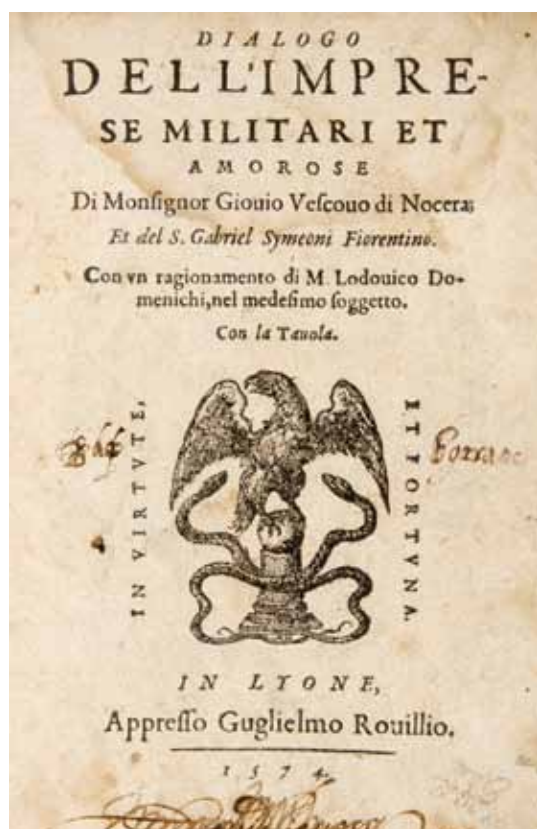 DIALOGO
DELL'IMPRE-
SE MILITARI ET
AMOROSE
Di Monſignor Giouio Veſcouo di Nocera;
Et del S. Gabriel Symeoni Fiorentino.
Con vn ragionamento di M. Lodouico Do-
menichi, nel medeſimo ſoggetto.
Con la Tauola.
IN VIRTVTE,
ET FORTVNA.
IN LYONE,
Appreſſo Guglielmo Rouillio.
1574.